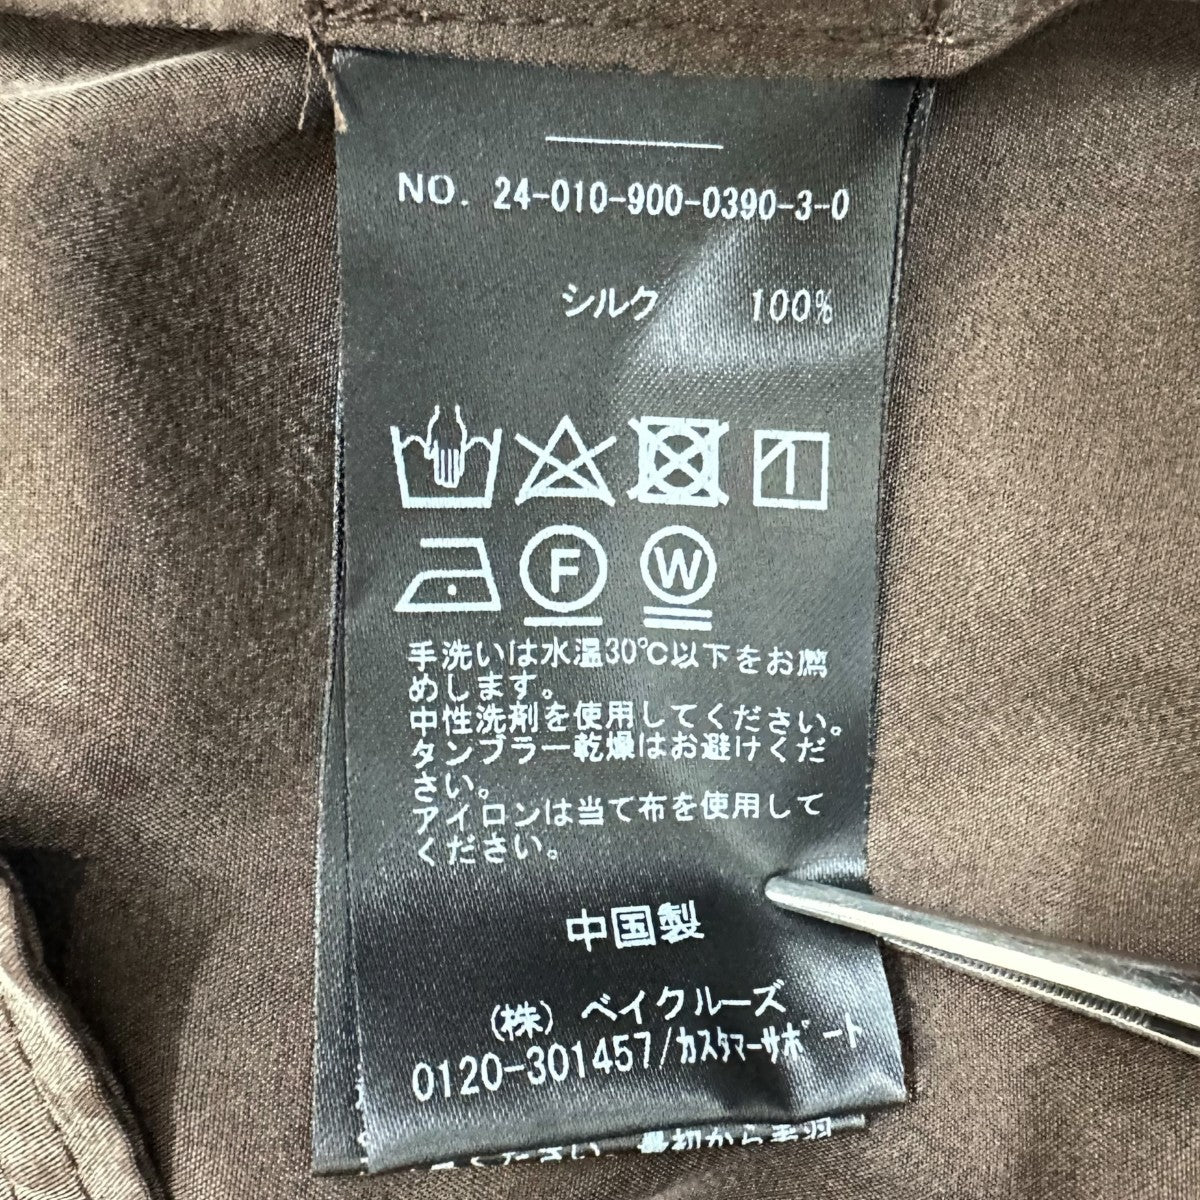 NO. 24-010-900-0390-3-0
シルク 100%
F W
手洗いは水温30℃以下をお薦
めします。
中性洗剤を使用してください。
タンブラー乾燥はお避けくだ
さい。
アイロンは当て布を使用して
ください。
中国製
(株) ベイクルーズ
0120-301457/ｶｽﾀﾏｰｻﾎﾟｰﾄ
ください